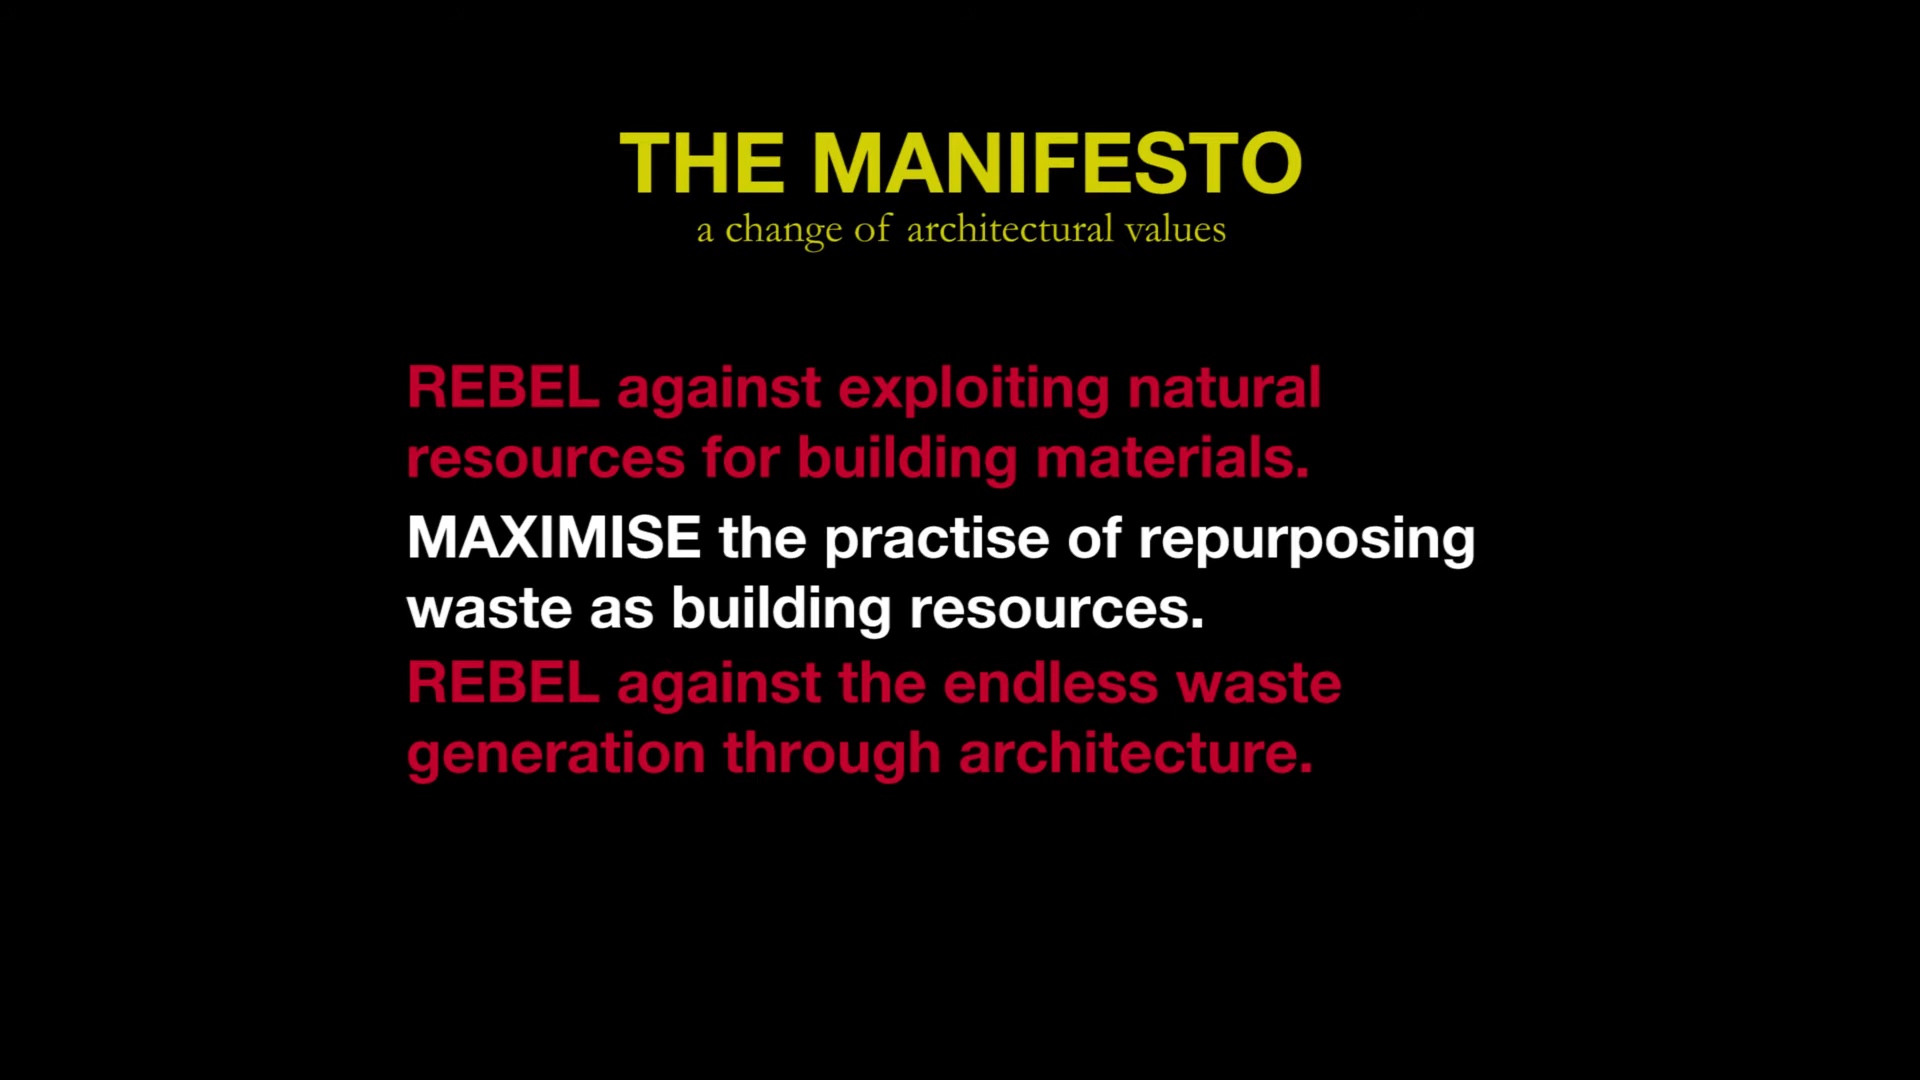 THE MANIFESTO
a change of architectural values
REBEL against exploiting natural
resources for building materials.
MAXIMISE the practise of repurposing
waste as building resources.
REBEL against the endless waste
generation through architecture.